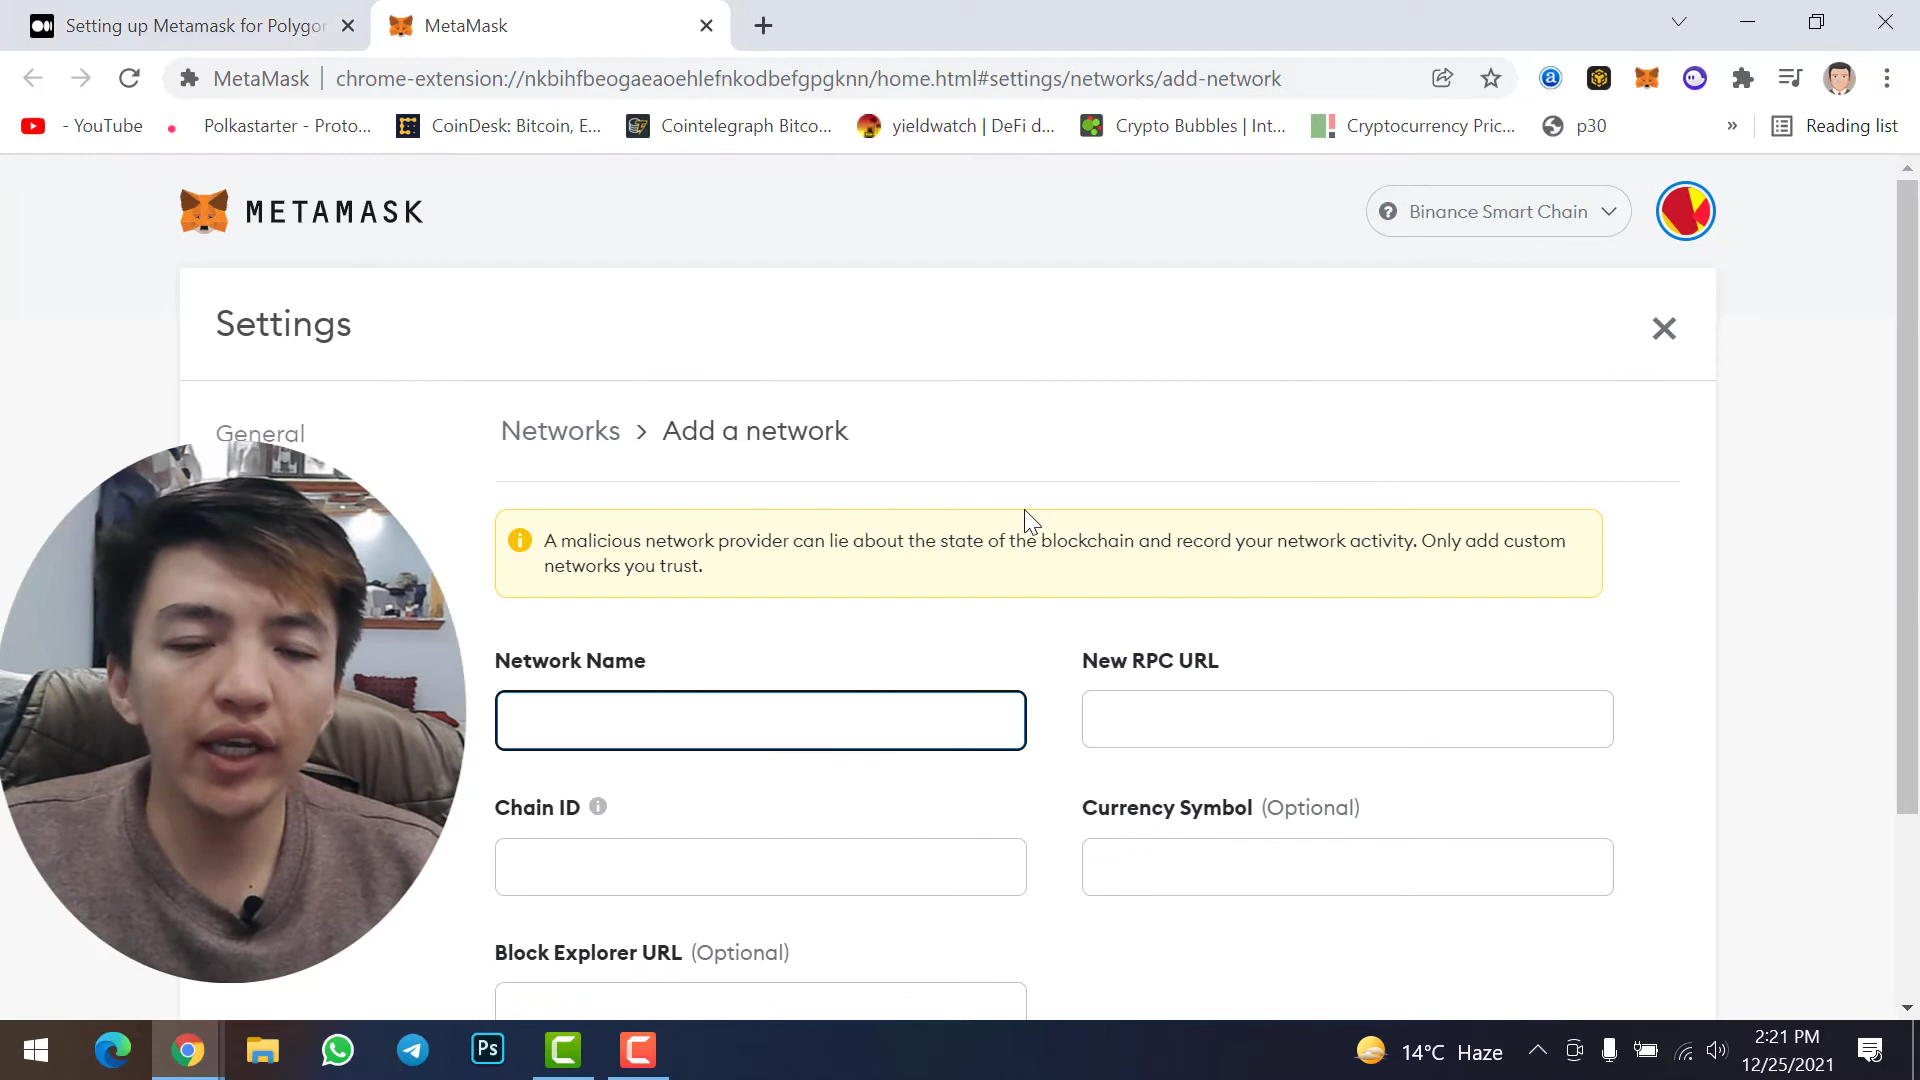 Setting up Metamask for Polygo
MetaMask
MetaMask
chrome-extension://nkbihfbeogaeaoehlefnkodbefgpgknn/home.html#settings/networks/add-network
- YouTube
Polkastarter - Proto...
CoinDesk: Bitcoin, E...
Cointelegraph Bitco...
yieldwatch | DeFi d...
Crypto Bubbles | Int...
Cryptocurrency Pric...
p30
»
Reading list
METAMASK
Binance Smart Chain
Settings
General
Networks > Add a network
A malicious network provider can lie about the state of the blockchain and record your network activity. Only add custom
networks you trust.
Network Name
New RPC URL
Chain ID
Currency Symbol (Optional)
Block Explorer URL (Optional)
Ps
14°C Haze
2:21 PM
12/25/2021